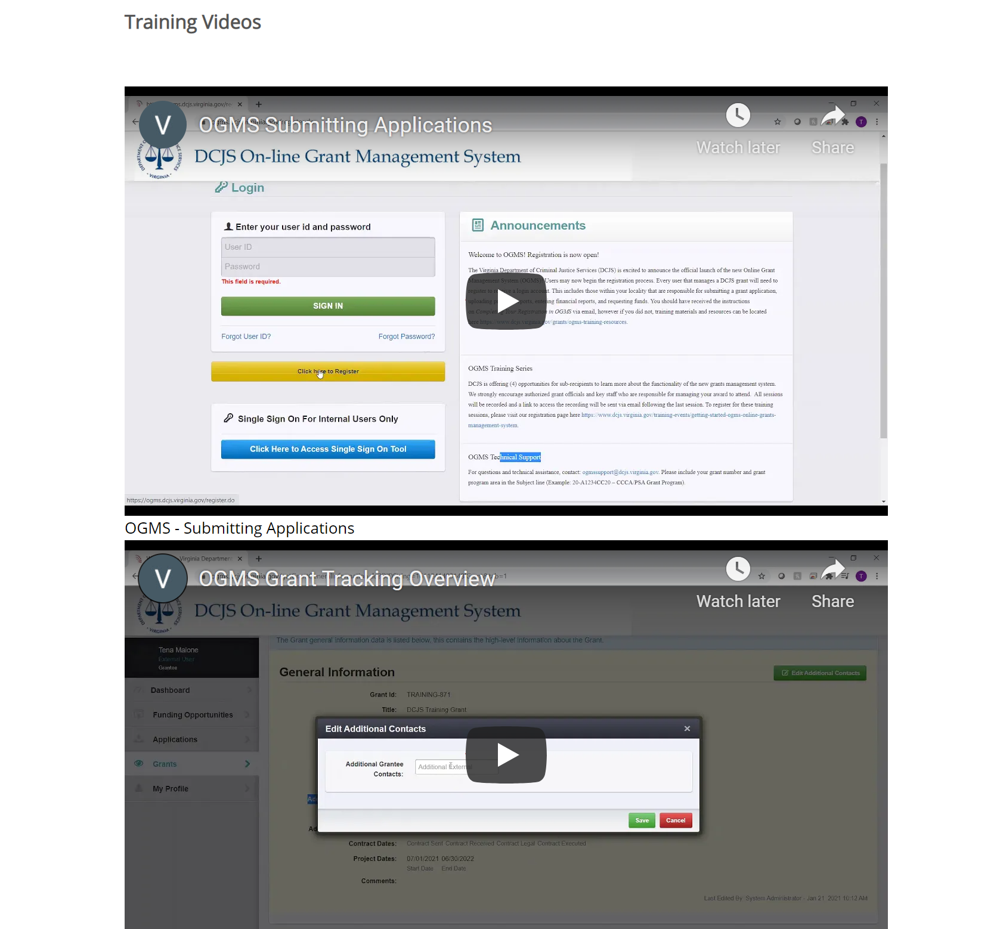 Training Videos
V
OGMS Submitting Applications
Watch later
Share
DCJS On-line Grant Management System
Login
Enter your user id and password
User ID
Password
This field is required.
SIGN IN
Forgot User ID?
Forgot Password?
Click here to Register
Single Sign On For Internal Users Only
Click Here to Access Single Sign On Tool
https://ogms.dcjs.virginia.gov/register.do
Announcements
Welcome to OGMS! Registration is now open!
The Virginia Department of Criminal Justice Services (DCJS) is excited to announce the official launch of the new Online Grant
Management System (OGMS)! Users may now begin the registration process. Every user that manages a DCJS grant will need to
register to receive a login account. This includes those within your locality that are responsible for submitting a grant application,
uploading reports, entering financial reports, and requesting funds. You should have received the instructions
on Completing Your Registration in OGMS via email, however if you did not, training materials and resources can be located
here https://www.dcjs.virginia.gov/grants/ogms-training-resources.
OGMS Training Series
DCJS is offering (4) opportunities for sub-recipients to learn more about the functionality of the new grants management system.
We strongly encourage authorized grant officials and key staff who are responsible for managing your award to attend. All sessions
will be recorded and a link to access the recording will be sent via email following the last session. To register for these training
sessions, please visit our registration page here https://www.dcjs.virginia.gov/training-events/getting-started-ogms-online-grants-
management-system.
OGMS Technical Support
For questions and technical assistance, contact: ogmssupport@dcjs.virginia.gov. Please include your grant number and grant
program area in the Subject line (Example: 20-A1234CC20 – CCCA/PSA Grant Program).
OGMS - Submitting Applications
Virginia Department
V
OGMS Grant Tracking Overview
Watch later
Share
DCJS On-line Grant Management System
Tena Malone
External User
Grantee
Dashboard
Funding Opportunities
Applications
Grants
My Profile
The Grant general information data is listed below, this contains the high-level information about the Grant.
General Information
Edit Additional Contacts
Grant Id: TRAINING-871
Title: DCJS Training Grant
Edit Additional Contacts
Additional Grantee
Contacts:
Additional External
Save
Cancel
Contract Dates: Contract Sent Contract Received Contract Legal Contract Executed
Project Dates: 07/01/2021 06/30/2022
Start Date End Date
Comments:
Last Edited By System Administrator - Jan 21 2021 10:12 AM